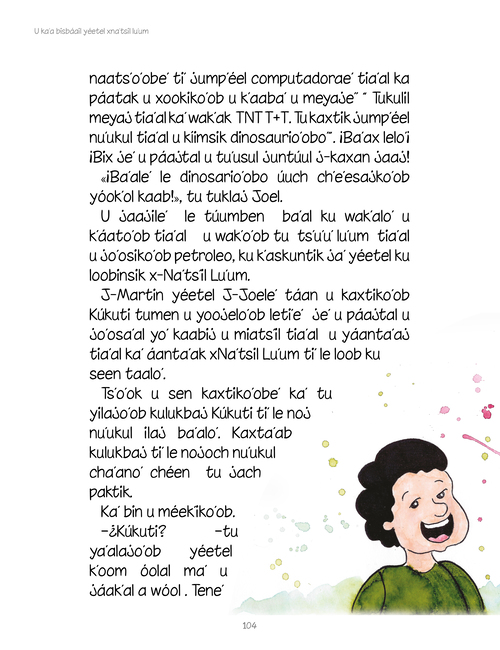 U ka'a bisbáail yéetel xna'tsil lu'um
naats'o'obe' ti' jump'éel computadorae' tia'al ka
páatak u xookiko'ob u k'aaba' u meyaje¨ ¨ Tukulil
meyaj tia'al ka' wak'ak TNT T+T. Tu kaxtik jump'éel
nu'ukul tia'al u kíimsik dinosaurio'obo¨. ¡Ba'ax lelo'!
¡Bix je' u páajtal u tu'usul juntúul j-kaxan jaaj!
«¡Ba'ale' le dinosario'obo úuch ch'e'esajko'ob
yóok'ol kaab!», tu tuklaj Joel.
U jaajile' le túumben ba'al ku wak'alo' u
k'áato'ob tia'al u wak'o'ob tu ts'u'u' lu'um tia'al
u jo'osiko'ob petroleo, ku k'askuntik ja' yéetel ku
loobinsik x-Na'tsil Lu'um.
J-Martin yéetel J-Joele' táan u kaxtiko'ob
Kúkuti tumen u yoojelo'ob leti'e' je' u páajtal u
jo'osa'al yo' kaabij u miatsil tia'al u yáanta'aj
tia'al ka' áanta'ak xNa'tsil Lu'um ti' le loob ku
seen taalo'.
Ts'o'ok u sen kaxtiko'obe' ka' tu
yilajo'ob kulukbaj Kúkuti ti' le noj
nu'ukul ilaj ba'alo'. Kaxta'ab
kulukbaj ti' le nojoch nu'ukul
cha'ano' chéen tu jach
paktik.
Ka' bin u méekiko'ob.
–¿Kúkuti? –tu
ya'alajo'ob yéetel
k'oom óolal ma' u
jáak'al a wóol . Tene'
104